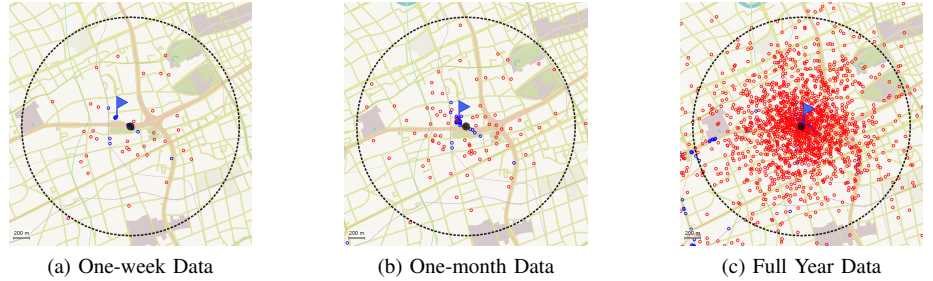 200 m
200 m
200 m
(a) One-week Data
(b) One-month Data
(c) Full Year Data